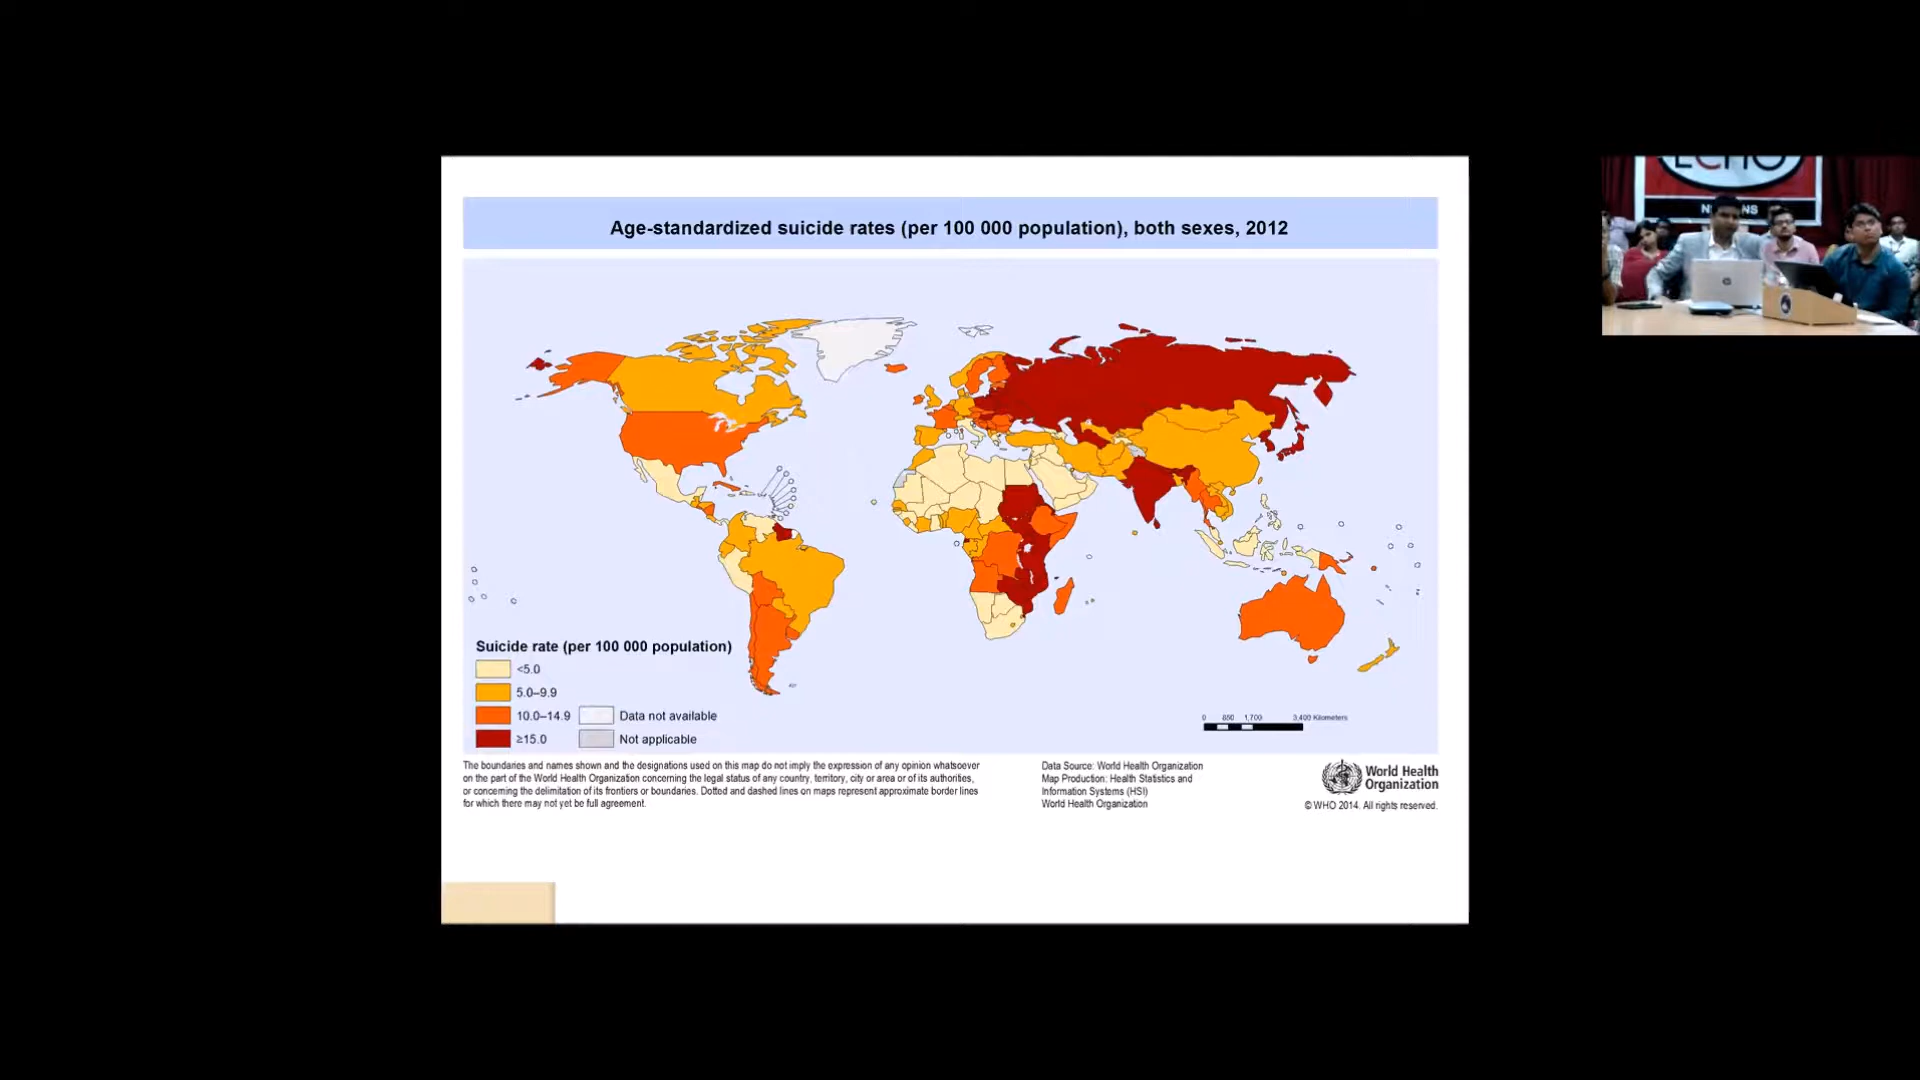 Age-standardized suicide rates (per 100 000 population), both sexes, 2012
Suicide rate (per 100 000 population)
<5.0
5.0–9.9
10.0–14.9
≥15.0
Data not available
Not applicable
0 850 1,700 3,400 Kilometers
The boundaries and names shown and the designations used on this map do not imply the expression of any opinion whatsoever
on the part of the World Health Organization concerning the legal status of any country, territory, city or area or of its authorities,
or concerning the delimitation of its frontiers or boundaries. Dotted and dashed lines on maps represent approximate border lines
for which there may not yet be full agreement.
Data Source: World Health Organization
Map Production: Health Statistics and
Information Systems (HSI)
World Health Organization
World Health
Organization
© WHO 2014. All rights reserved.
ECHO